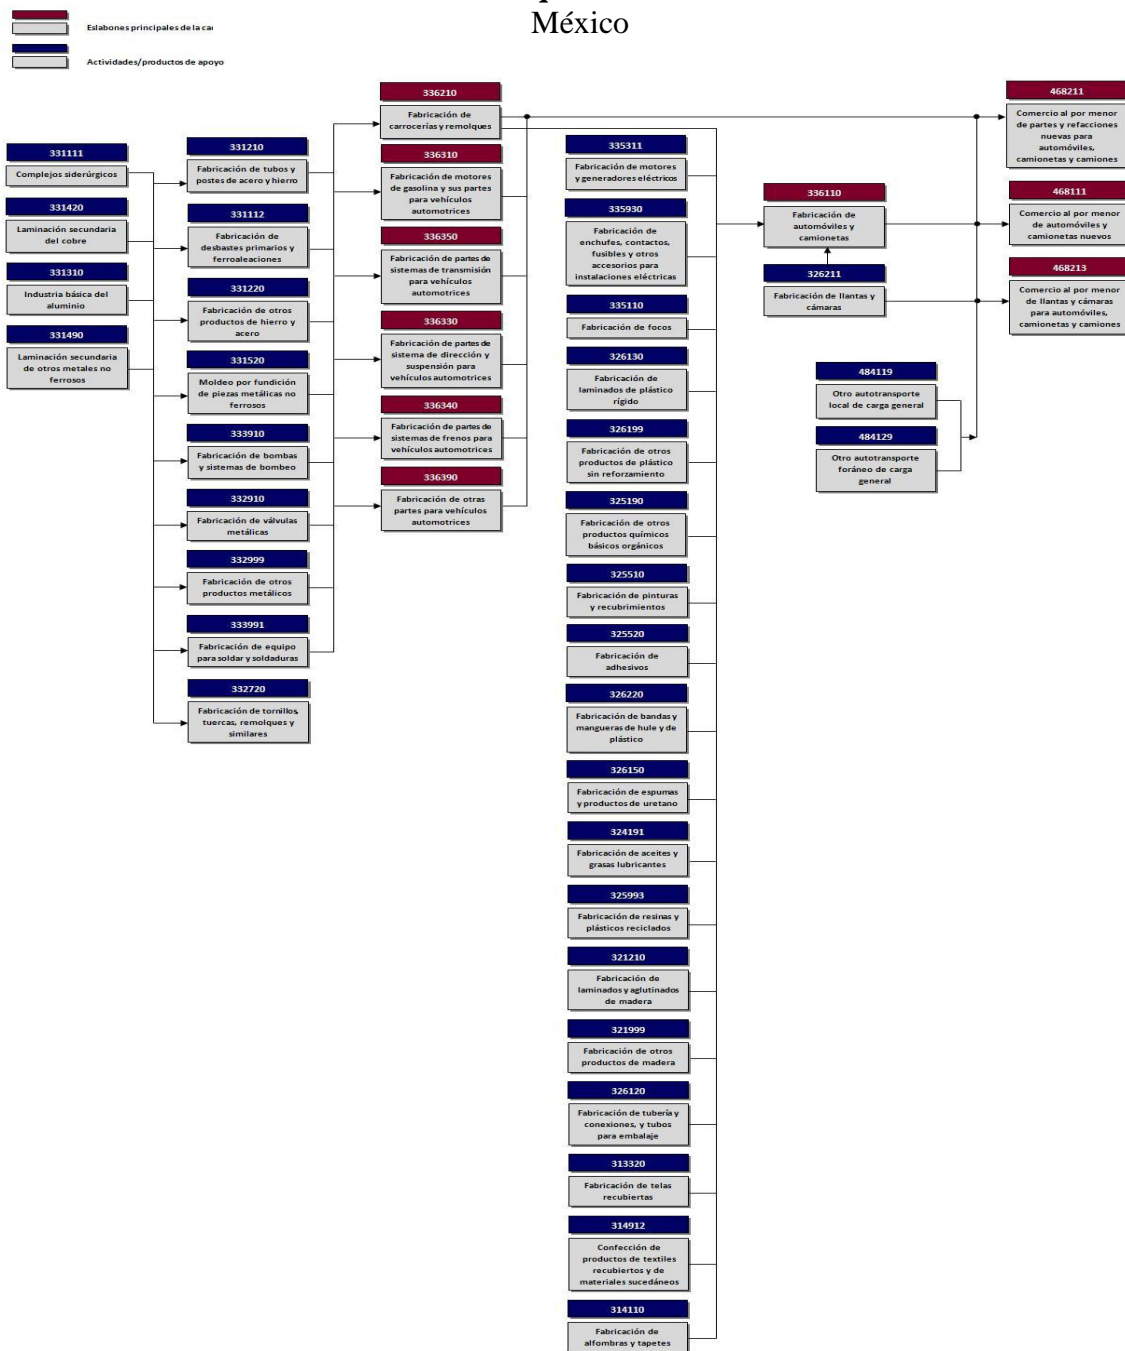 México
Eslabones principales de la ca
Actividades/productos de apoyo
331111
Complejos siderúrgicos
331420
Laminación secundaria
del cobre
331310
Industria básica del
aluminio
331490
Laminación secundaria
de otros metales no
ferrosos
331210
Fabricación de tubos y
postes de acero y hierro
331112
Fabricación de
desbastes primarios y
ferroaleaciones
331220
Fabricación de otros
productos de hierro y
acero
331520
Moldeo por fundición
de piezas metálicas no
ferrosos
333910
Fabricación de bombas
y sistemas de bombeo
332910
Fabricación de válvulas
metálicas
332999
Fabricación de otros
productos metálicos
333991
Fabricación de equipo
para soldar y soldaduras
332720
Fabricación de tornillos,
tuercas, remolques y
similares
336210
Fabricación de
carrocerías y remolques
336310
Fabricación de motores
de gasolina y sus partes
para vehículos
automotrices
336350
Fabricación de partes de
sistemas de transmisión
para vehículos
automotrices
336330
Fabricación de partes de
sistema de dirección y
suspensión para
vehículos automotrices
336340
Fabricación de partes de
sistemas de frenos para
vehículos automotrices
336390
Fabricación de otras
partes para vehículos
automotrices
335311
Fabricación de motores
y generadores eléctricos
335930
Fabricación de
enchufes, contactos,
fusibles y otros
accesorios para
instalaciones eléctricas
335110
Fabricación de focos
326130
Fabricación de
laminados de plástico
rígido
326199
Fabricación de otros
productos de plástico
sin reforzamiento
325190
Fabricación de otros
productos químicos
básicos orgánicos
325510
Fabricación de pinturas
y recubrimientos
325520
Fabricación de
adhesivos
326220
Fabricación de bandas y
mangueras de hule y de
plástico
326150
Fabricación de espumas
y productos de uretano
324191
Fabricación de aceites y
grasas lubricantes
325993
Fabricación de resinas y
plásticos reciclados
321210
Fabricación de
laminados y aglutinados
de madera
321999
Fabricación de otros
productos de madera
326120
Fabricación de tubería y
conexiones, y tubos
para embalaje
313320
Fabricación de telas
recubiertas
314912
Confección de
productos de textiles
recubiertos y de
materiales sucedáneos
314110
Fabricación de
alfombras y tapetes
336110
Fabricación de
automóviles y
camionetas
326211
Fabricación de llantas y
cámaras
484119
Otro autotransporte
local de carga general
484129
Otro autotransporte
foráneo de carga
general
468211
Comercio al por menor
de partes y refacciones
nuevas para
automóviles,
camionetas y camiones
468111
Comercio al por menor
de automóviles y
camionetas nuevos
468213
Comercio al por menor
de llantas y cámaras
para automóviles,
camionetas y camiones